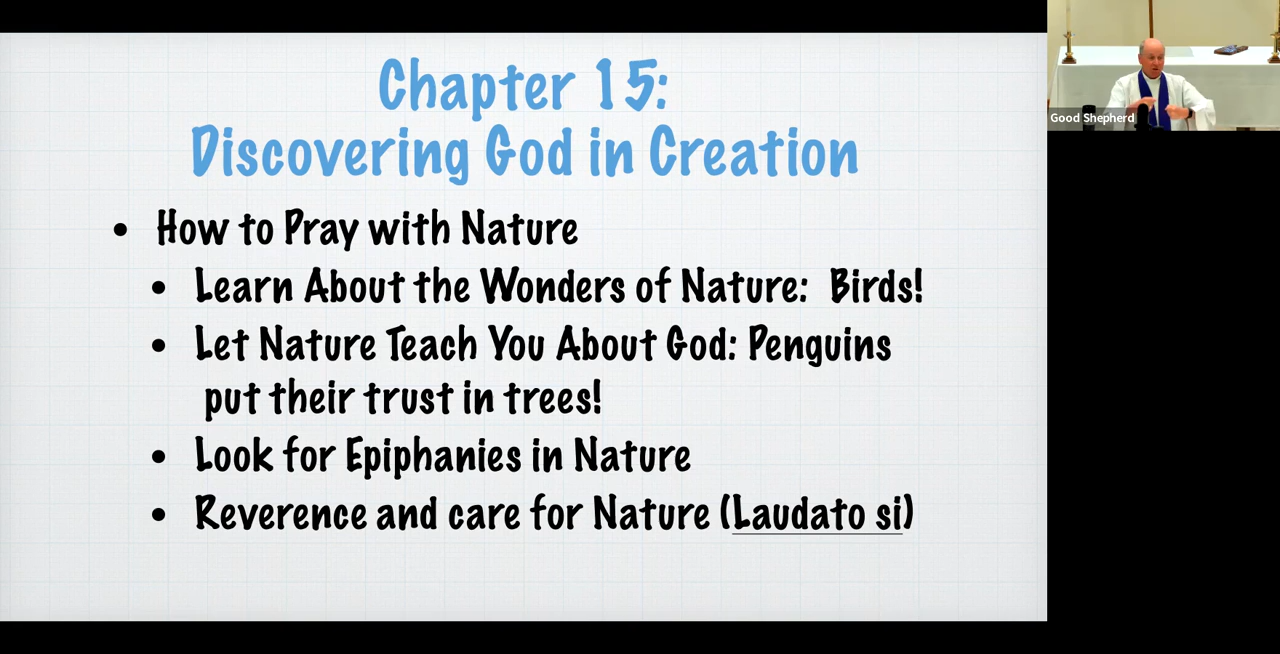 Chapter 15:
Discovering God in Creation
• How to Pray with Nature
• Learn About the Wonders of Nature: Birds!
• Let Nature Teach You About God: Penguins
put their trust in trees!
• Look for Epiphanies in Nature
• Reverence and care for Nature (Laudato si)
Good Shepherd